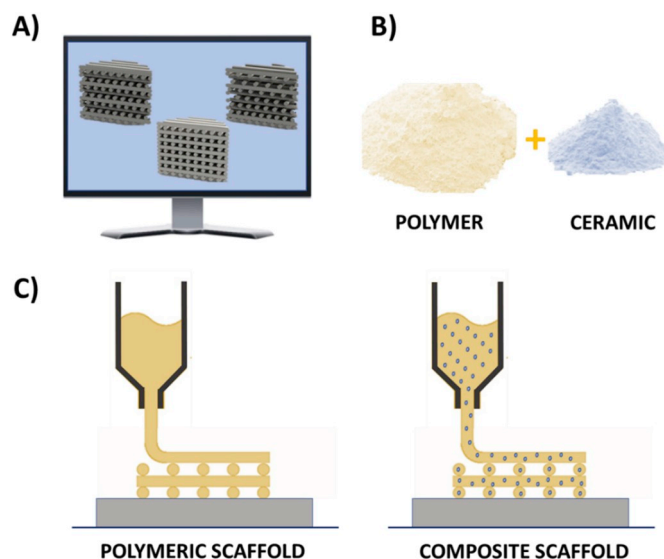 A)
B)
+
POLYMER
CERAMIC
C)
POLYMERIC SCAFFOLD
COMPOSITE SCAFFOLD